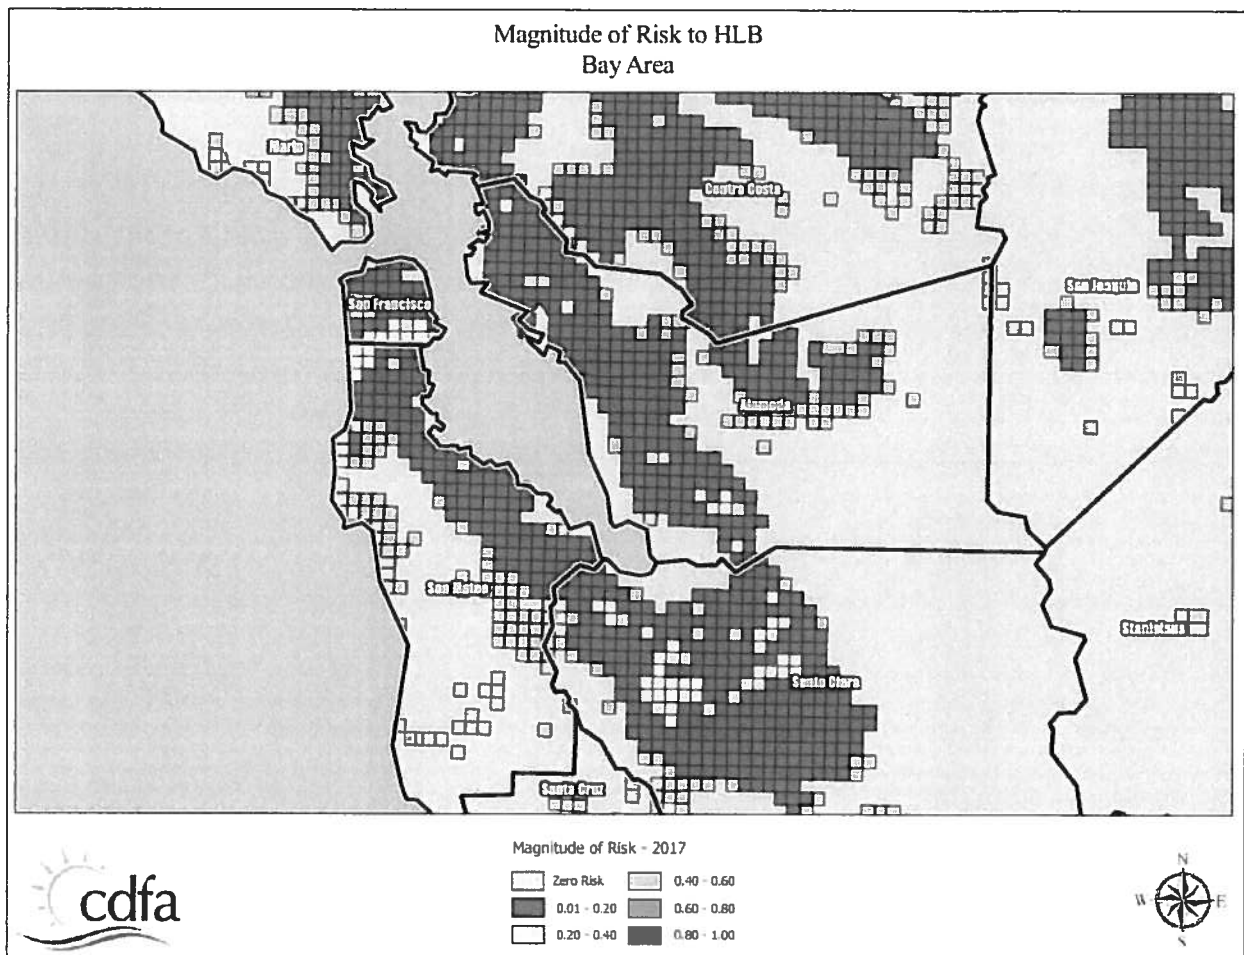 Magnitude of Risk to HLB
Bay Area
Marin
Contra Costa
San Francisco
San Joaquin
Alameda
San Mateo
Stanislaus
Santa Clara
Santa Cruz
Magnitude of Risk - 2017
Zero Risk
0.40 - 0.60
0.01 - 0.20
0.60 - 0.80
0.20 - 0.40
0.80 - 1.00
cdfa
N
W
E
S